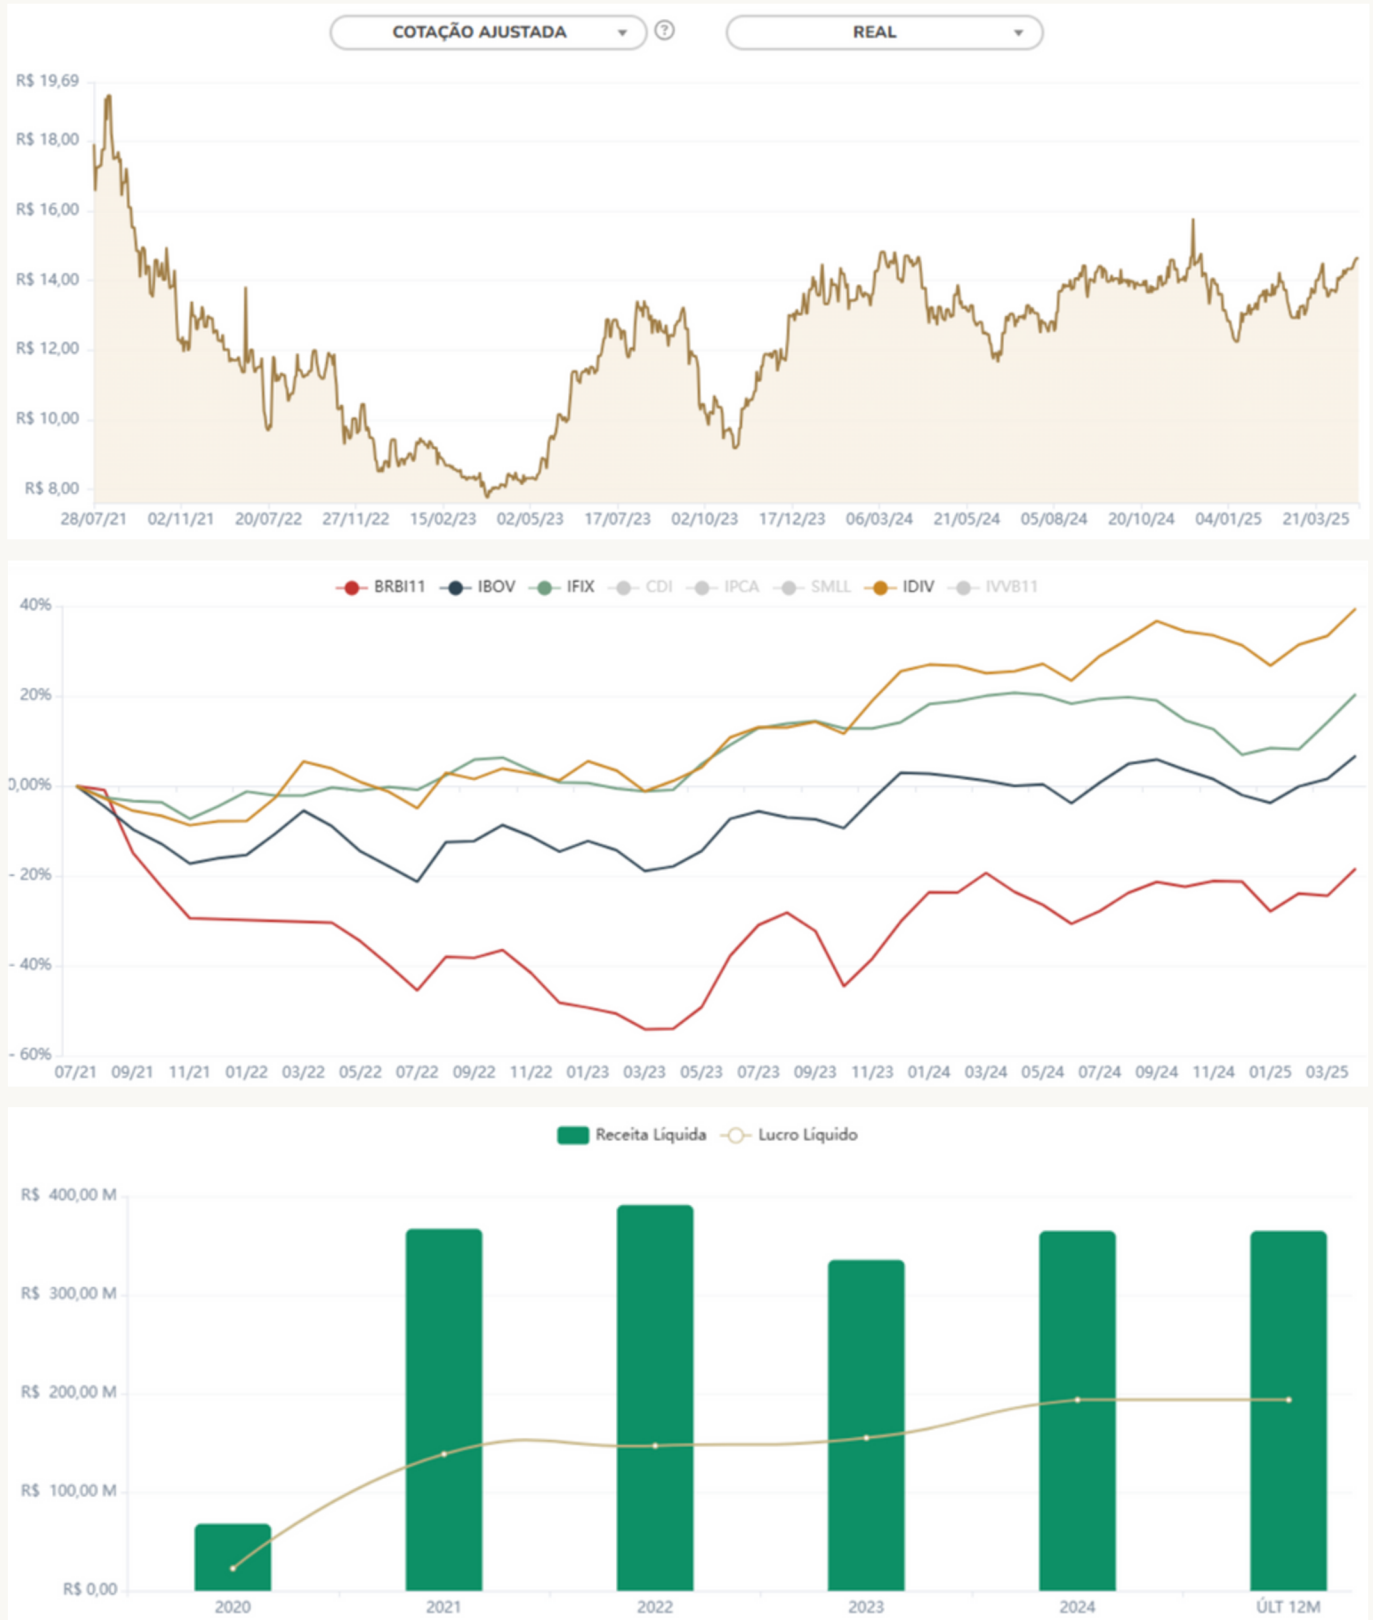 COTAÇÃO AJUSTADA ? REAL
R$ 19,69
R$ 18,00
R$ 16,00
R$ 14,00
R$ 12,00
R$ 10,00
R$ 8,00
28/07/21 02/11/21 20/07/22 27/11/22 15/02/23 02/05/23 17/07/23 02/10/23 17/12/23 06/03/24 21/05/24 05/08/24 20/10/24 04/01/25 21/03/25
BRBI11 IBOV IFIX CDI IPCA SMLL IDIV IVVB11
40%
20%
0,00%
- 20%
- 40%
- 60%
07/21 09/21 11/21 01/22 03/22 05/22 07/22 09/22 11/22 01/23 03/23 05/23 07/23 09/23 11/23 01/24 03/24 05/24 07/24 09/24 11/24 01/25 03/25
Receita Líquida Lucro Líquido
R$ 400,00 M
R$ 300,00 M
R$ 200,00 M
R$ 100,00 M
R$ 0,00
2020 2021 2022 2023 2024 ÚLT 12M